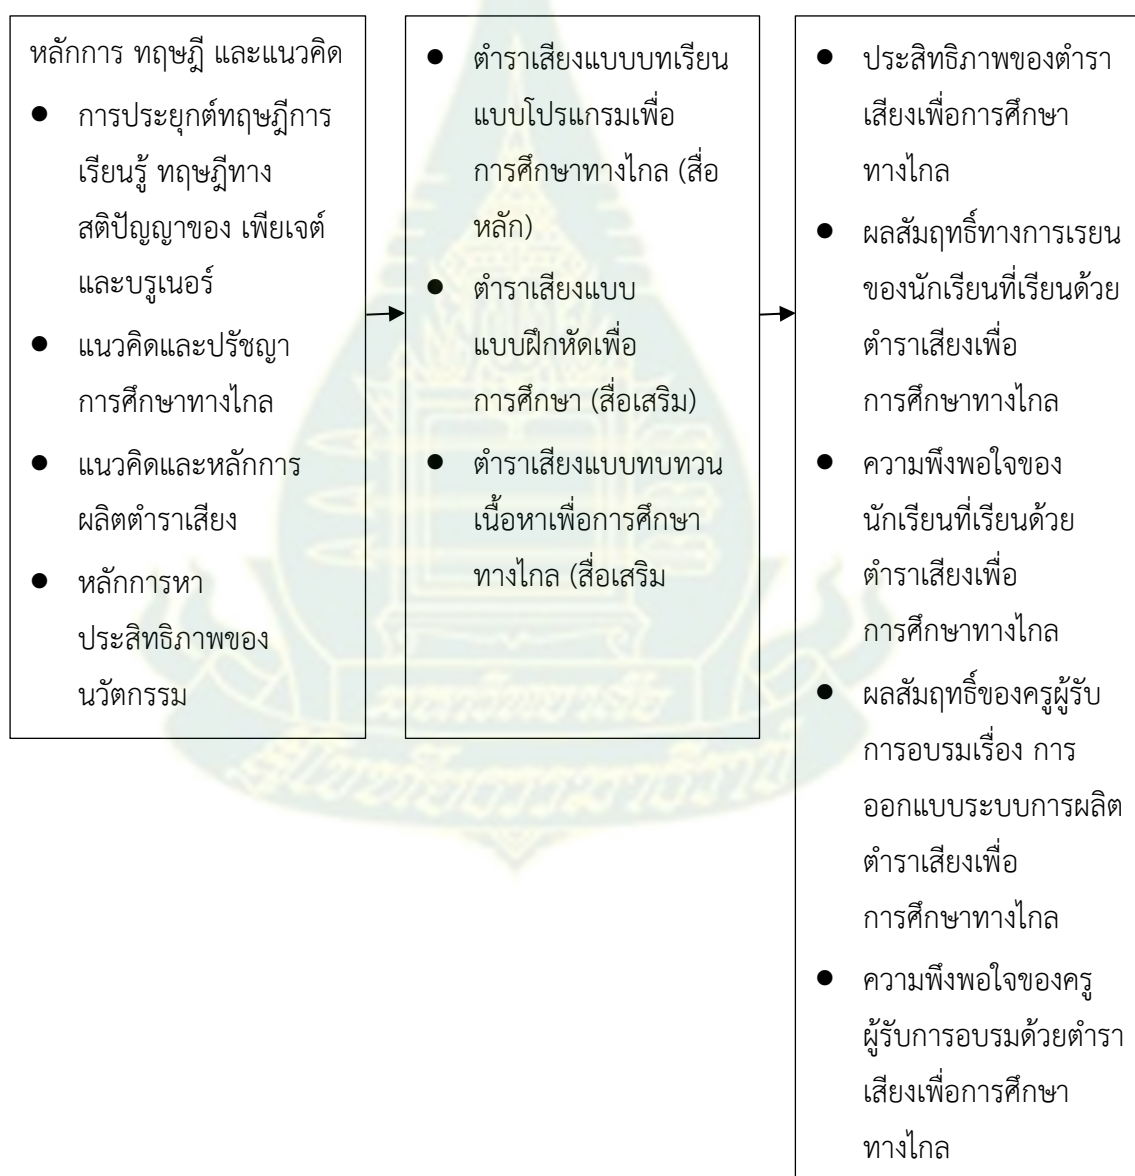 หลักการ ทฤษฎี และแนวคิด
● การประยุกต์ทฤษฎีการ
เรียนรู้ ทฤษฎีทาง
สติปัญญาของ เพียเจต์
และบรูเนอร์
● แนวคิดและปรัชญา
การศึกษาทางไกล
● แนวคิดและหลักการ
ผลิตตำราเสียง
● หลักการหา
ประสิทธิภาพของ
นวัตกรรม
● ตำราเสียงแบบบทเรียน
แบบโปรแกรมเพื่อ
การศึกษาทางไกล (สื่อ
หลัก)
● ตำราเสียงแบบ
แบบฝึกหัดเพื่อ
การศึกษา (สื่อเสริม)
● ตำราเสียงแบบทบทวน
เนื้อหาเพื่อการศึกษา
ทางไกล (สื่อเสริม
● ประสิทธิภาพของตำรา
เสียงเพื่อการศึกษา
ทางไกล
● ผลสัมฤทธิ์ทางการเรยน
ของนักเรียนที่เรียนด้วย
ตำราเสียงเพื่อ
การศึกษาทางไกล
● ความพึงพอใจของ
นักเรียนที่เรียนด้วย
ตำราเสียงเพื่อ
การศึกษาทางไกล
● ผลสัมฤทธิ์ของครูผู้รับ
การอบรมเรื่อง การ
ออกแบบระบบการผลิต
ตำราเสียงเพื่อ
การศึกษาทางไกล
● ความพึงพอใจของครู
ผู้รับการอบรมด้วยตำรา
เสียงเพื่อการศึกษา
ทางไกล